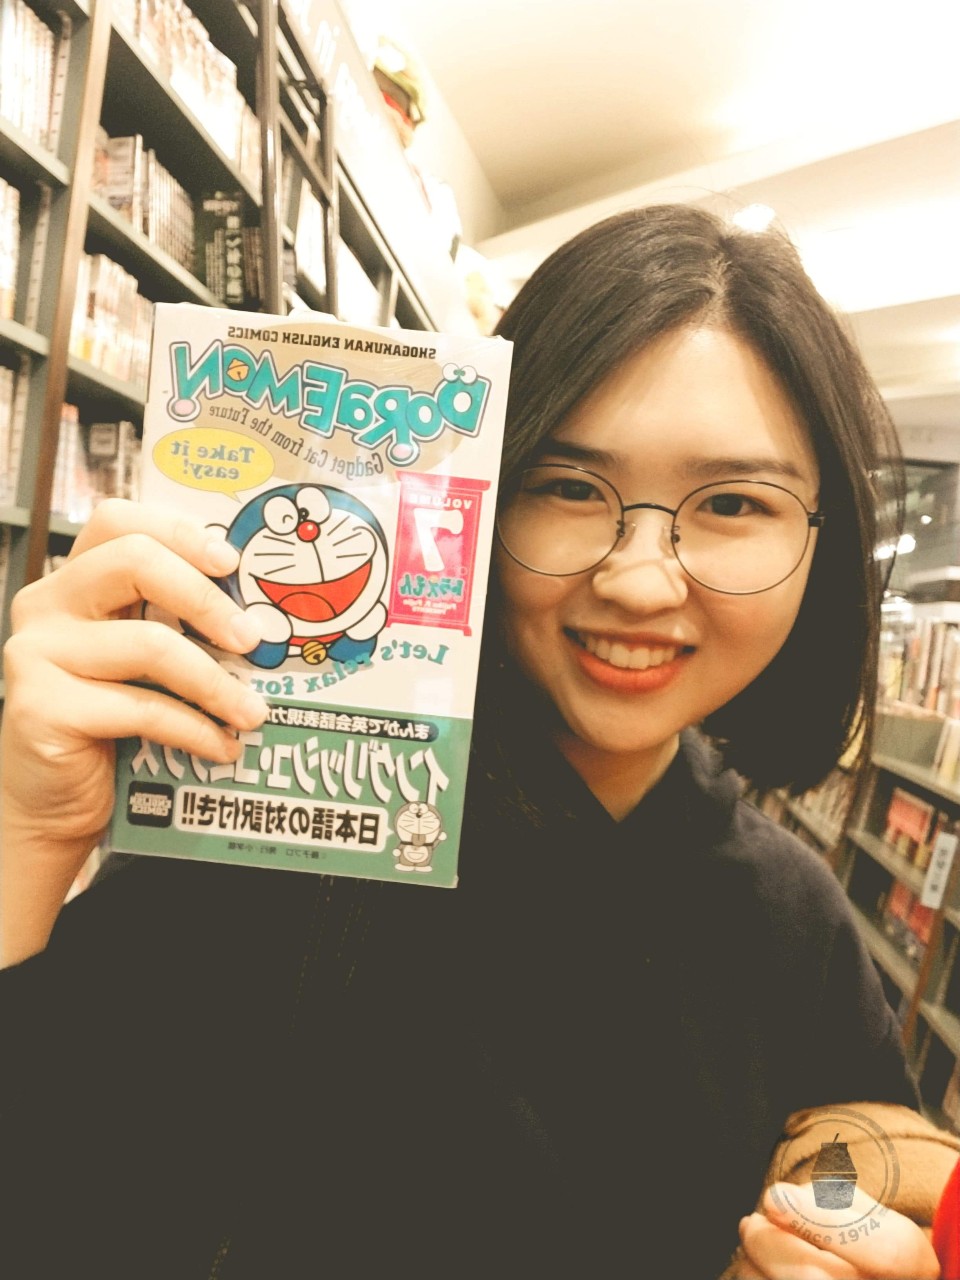 SHOGAKUKAN ENGLISH COMICS
DORAEMON
Gadget Cat from the Future
Take it
easy!
VOLUME
7
ドラえもん
Let's relax for
まんがで英会話表現力
イングリッシュ・コミックス
日本語の対訳付き!!
ENGLISH
COMICS
since 1974